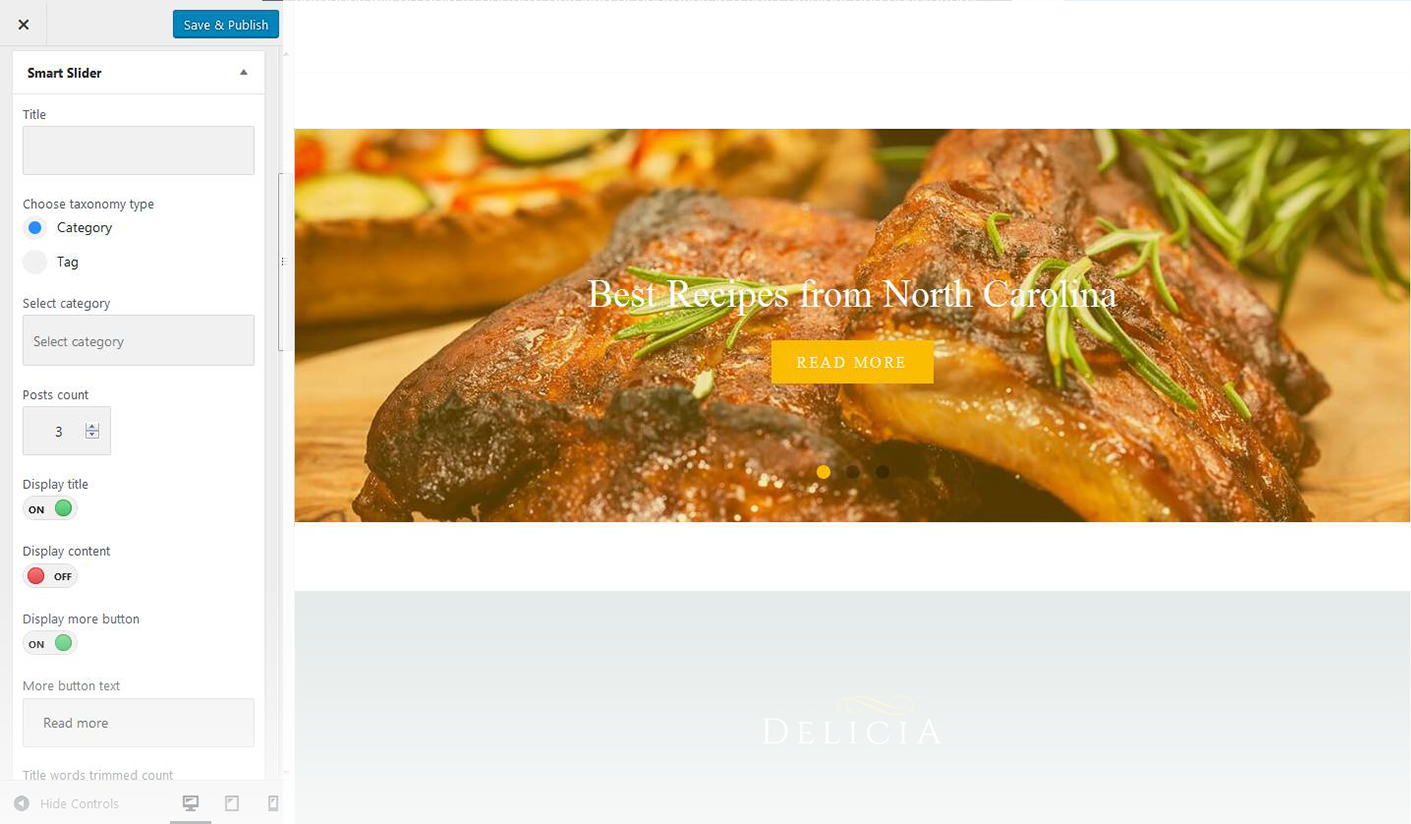 Save & Publish
Smart Slider
Title
Choose taxonomy type
Category
Tag
Select category
Select category
Posts count
3
Display title
ON
Display content
OFF
Display more button
ON
More button text
Read more
Title words trimmed count
Hide Controls
Best Recipes from North Carolina
READ MORE
DELICIA